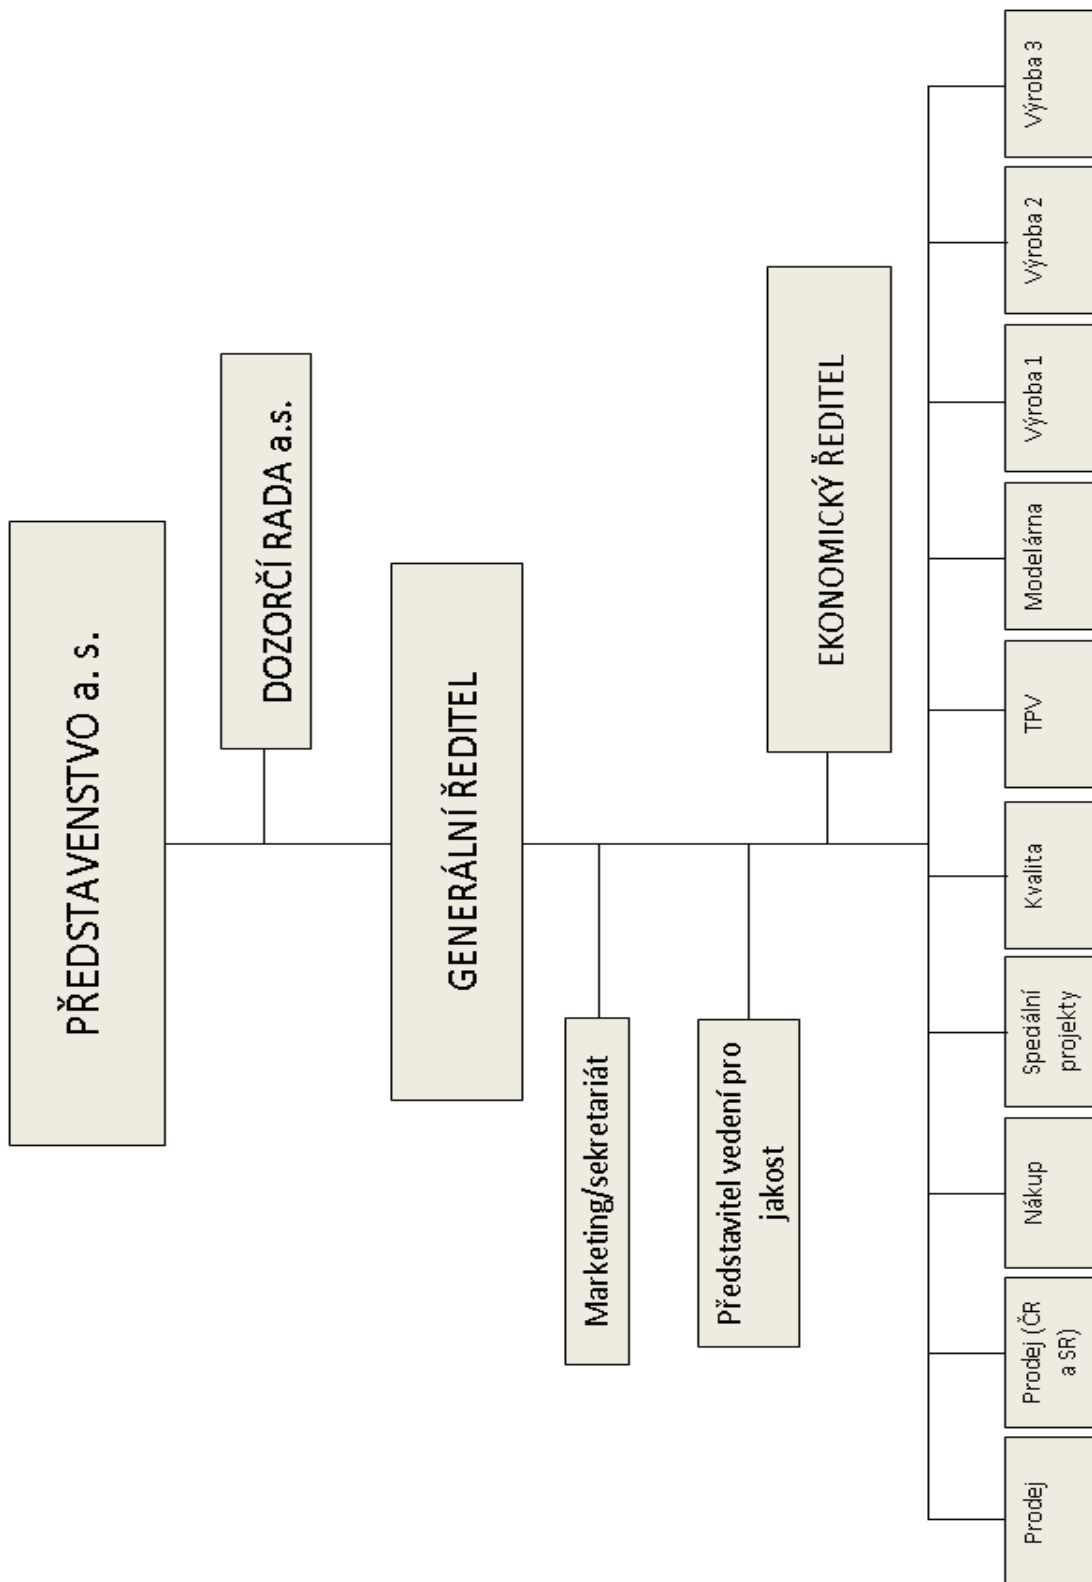 PŘEDSTAVENSTVO a. s.
DOZORČÍ RADA a.s.
GENERÁLNÍ ŘEDITEL
Marketing/sekretariát
Představitel vedení pro
jakost
EKONOMICKÝ ŘEDITEL
Prodej
Prodej (ČR
a SR)
Nákup
Speciální
projekty
Kvalita
TPV
Modelárna
Výroba 1
Výroba 2
Výroba 3